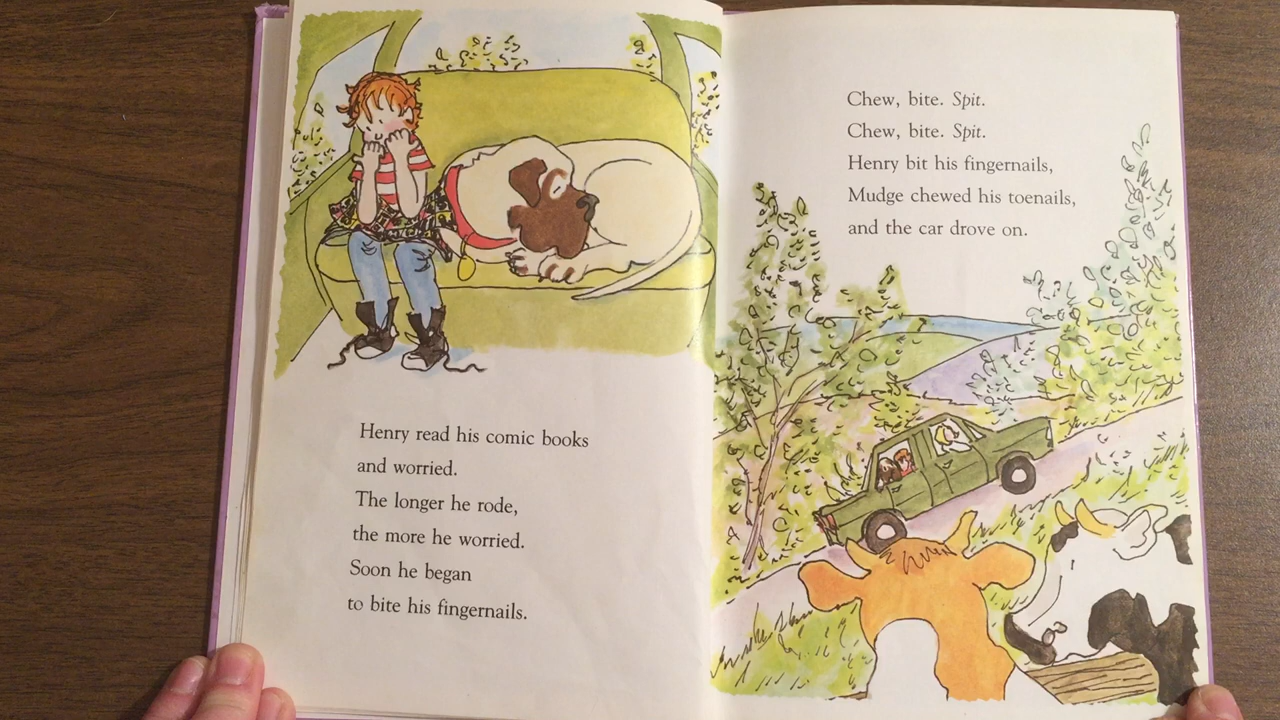 Henry read his comic books
and worried.
The longer he rode,
the more he worried.
Soon he began
to bite his fingernails.
Chew, bite. Spit.
Chew, bite. Spit.
Henry bit his fingernails,
Mudge chewed his toenails,
and the car drove on.